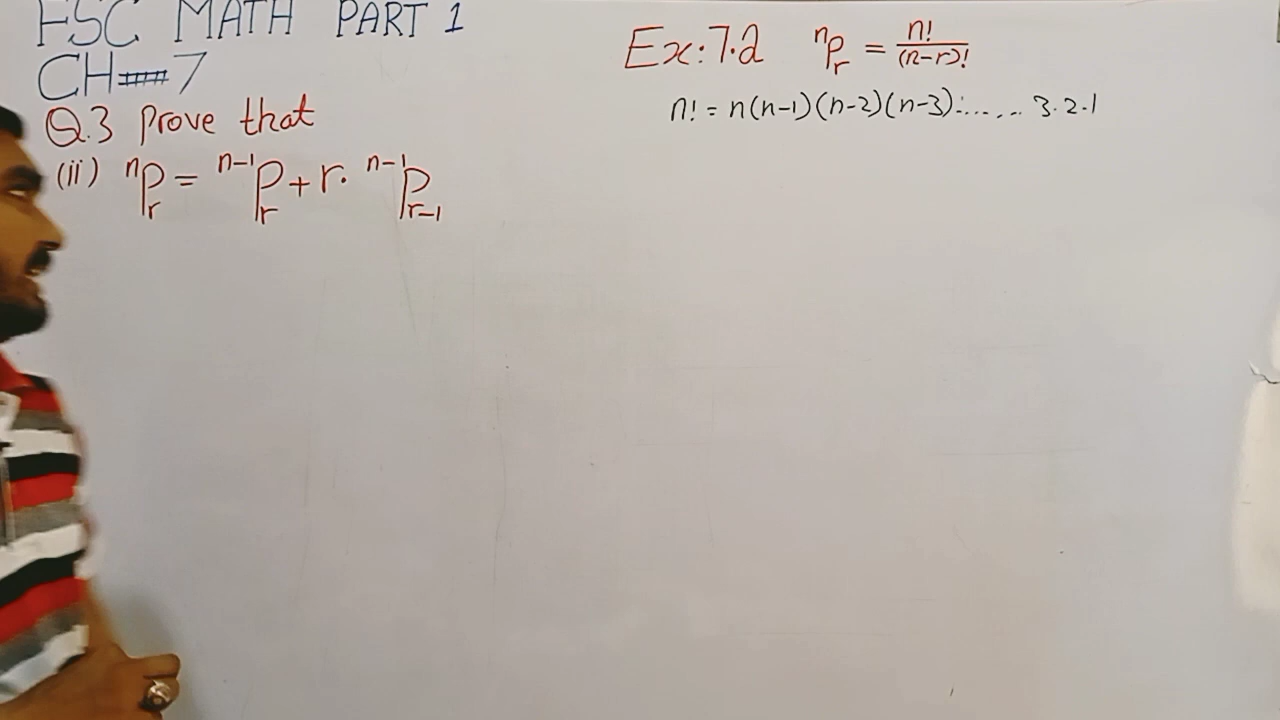 FSC MATH PART 1
CH 7
Ex: 7.2 ⁿPᵣ = n!/(n-r)!
n! = n(n-1)(n-2)(n-3)....... 3.2.1
Q.3 Prove that
(ii) ⁿPᵣ = ⁿ⁻¹Pᵣ + r. ⁿ⁻¹Pᵣ₋₁